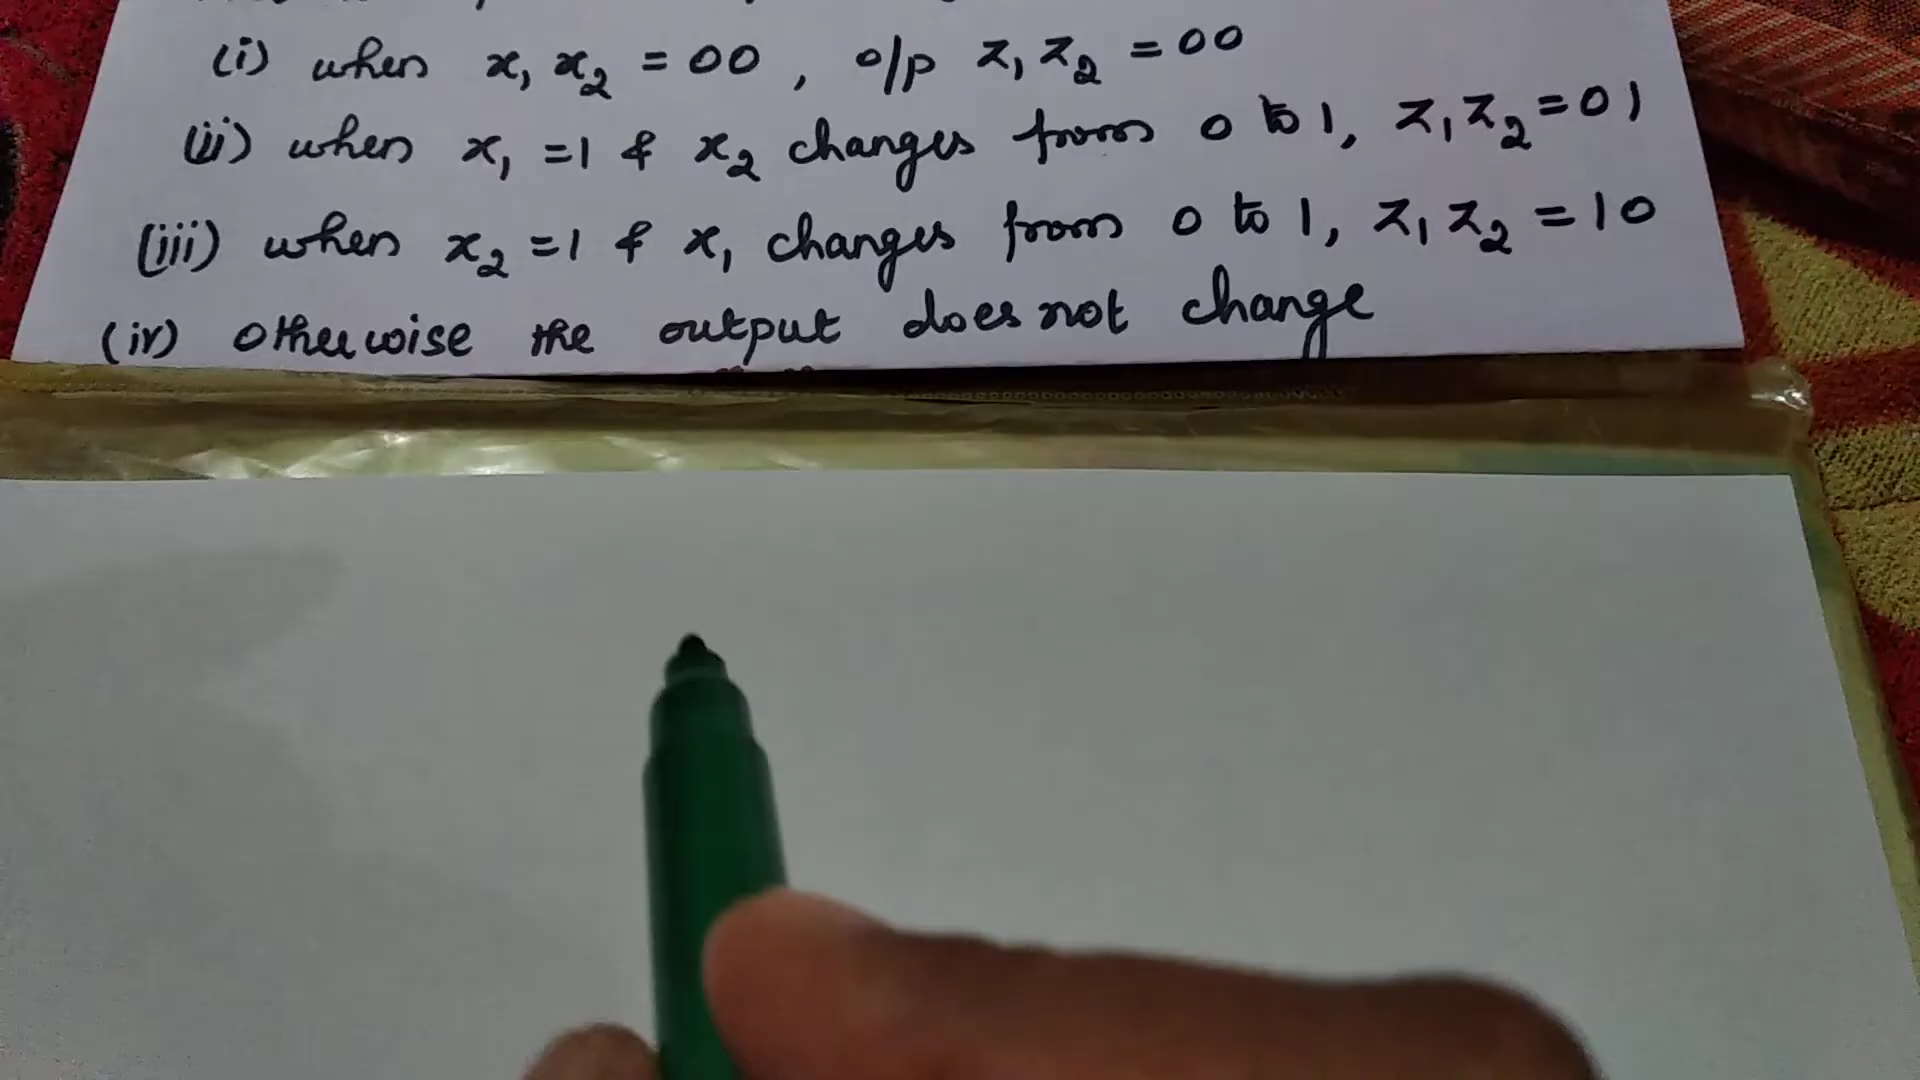 (i) when x₁ x₂ = 00, o/p z₁ z₂ = 00
(ii) when x₁ = 1 & x₂ changes from 0 to 1, z₁ z₂ = 01
(iii) when x₂ = 1 & x₁ changes from 0 to 1, z₁ z₂ = 10
(iv) otherwise the output does not change